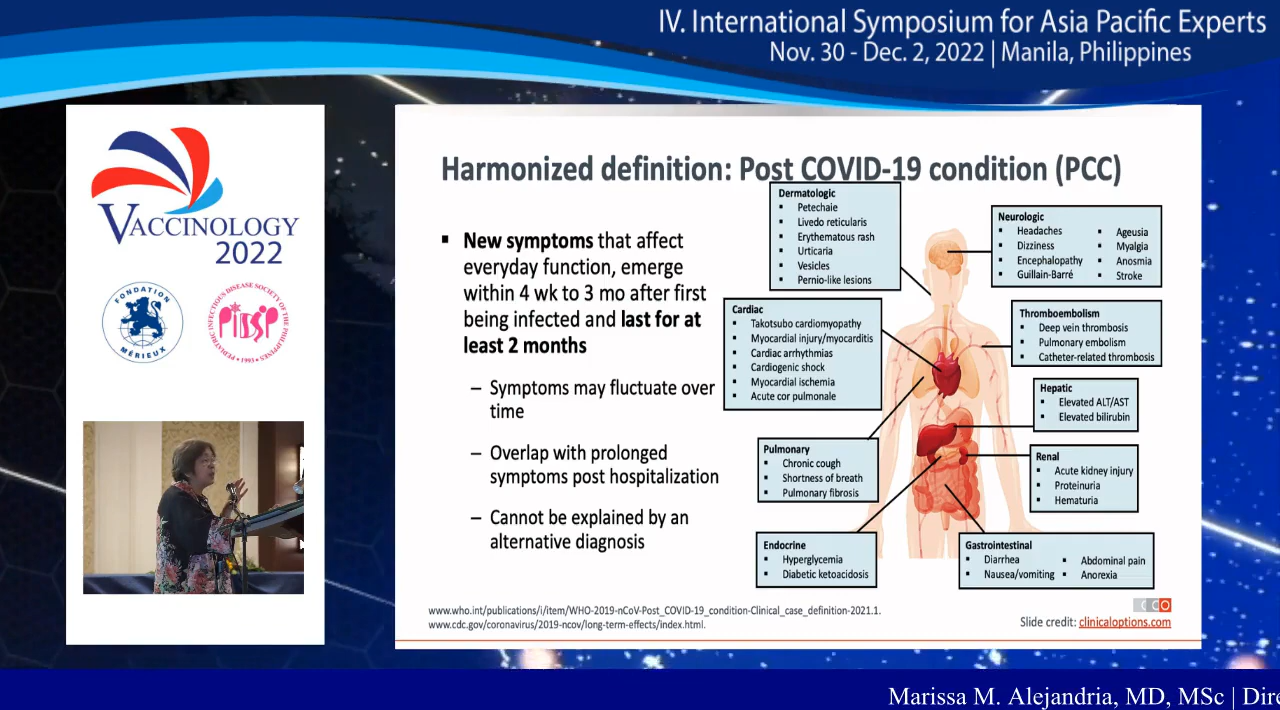 IV. International Symposium for Asia Pacific Experts
Nov. 30 - Dec. 2, 2022 | Manila, Philippines
VACCINOLOGY
2022
FONDATION
MÉRIEUX
PEDIATRIC INFECTIOUS DISEASE SOCIETY OF THE PHILIPPINES
PIDSP
• 1993 •
Harmonized definition: Post COVID-19 condition (PCC)
▪ New symptoms that affect
everyday function, emerge
within 4 wk to 3 mo after first
being infected and last for at
least 2 months
– Symptoms may fluctuate over
time
– Overlap with prolonged
symptoms post hospitalization
– Cannot be explained by an
alternative diagnosis
Dermatologic
▪ Petechaie
▪ Livedo reticularis
▪ Erythematous rash
▪ Urticaria
▪ Vesicles
▪ Pernio-like lesions
Neurologic
▪ Headaches
▪ Dizziness
▪ Encephalopathy
▪ Guillain-Barré
▪ Ageusia
▪ Myalgia
▪ Anosmia
▪ Stroke
Cardiac
▪ Takotsubo cardiomyopathy
▪ Myocardial injury/myocarditis
▪ Cardiac arrhythmias
▪ Cardiogenic shock
▪ Myocardial ischemia
▪ Acute cor pulmonale
Thromboembolism
▪ Deep vein thrombosis
▪ Pulmonary embolism
▪ Catheter-related thrombosis
Hepatic
▪ Elevated ALT/AST
▪ Elevated bilirubin
Pulmonary
▪ Chronic cough
▪ Shortness of breath
▪ Pulmonary fibrosis
Renal
▪ Acute kidney injury
▪ Proteinuria
▪ Hematuria
Endocrine
▪ Hyperglycemia
▪ Diabetic ketoacidosis
Gastrointestinal
▪ Diarrhea
▪ Nausea/vomiting
▪ Abdominal pain
▪ Anorexia
www.who.int/publications/i/item/WHO-2019-nCoV-Post_COVID-19_condition-Clinical_case_definition-2021.1.
www.cdc.gov/coronavirus/2019-ncov/long-term-effects/index.html.
CCO
Slide credit: clinicaloptions.com
Marissa M. Alejandria, MD, MSc | Dire